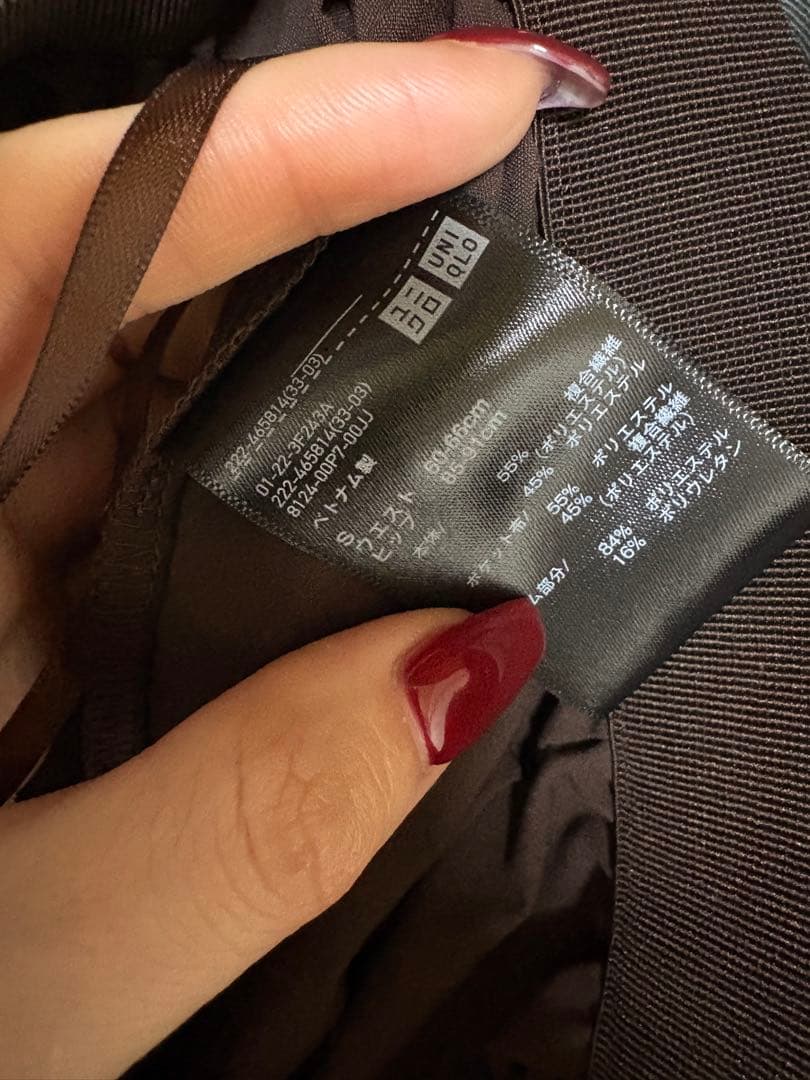 UNI
QLO
ユニ
クロ
222-465814(33-03)
01-22-3F243A
222-465814(33-03)
8124-00P7-00JJ
ベトナム製
S
ウエスト 60-66cm
ヒップ 85-91cm
本体/ 55% 複合繊維
(ポリエステル)
45% ポリエステル
ポケット布/ 55% ポリエステル
45% 複合繊維
(ポリエステル)
ム部分/ 84% ポリエステル
16% ポリウレタン